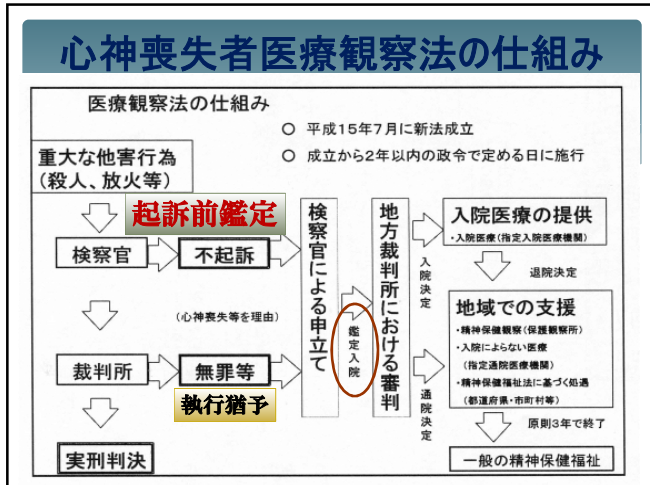 心神喪失者医療観察法の仕組み
医療観察法の仕組み
○ 平成15年7月に新法成立
○ 成立から2年以内の政令で定める日に施行
重大な他害行為
(殺人、放火等)
起訴前鑑定
検察官
不起訴
(心神喪失等を理由)
裁判所
無罪等
執行猶予
実刑判決
検察官による申立て
鑑定入院
地方裁判所における審判
入院決定
通院決定
入院医療の提供
・入院医療(指定入院医療機関)
退院決定
地域での支援
・精神保健観察(保護観察所)
・入院によらない医療
(指定通院医療機関)
・精神保健福祉法に基づく処遇
(都道府県・市町村等)
原則3年で終了
一般の精神保健福祉